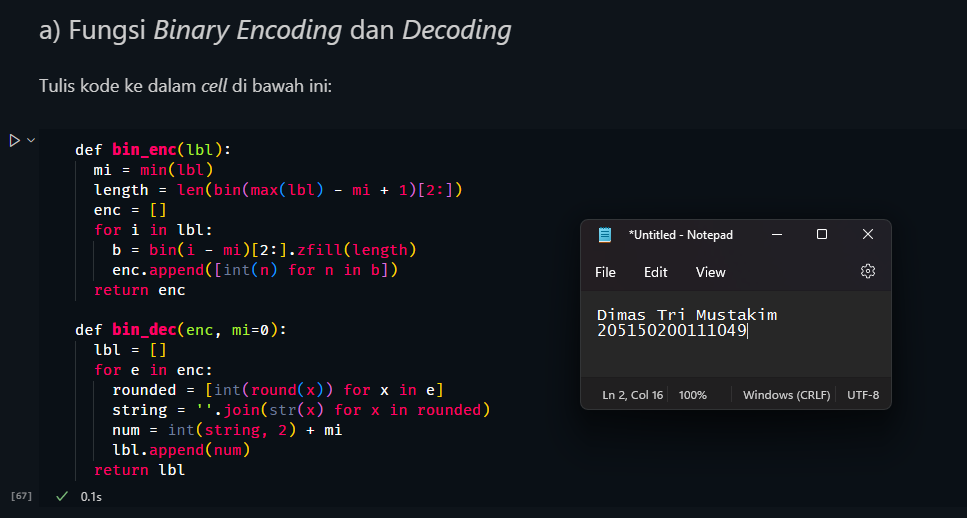 a) Fungsi Binary Encoding dan Decoding
Tulis kode ke dalam cell di bawah ini:
def bin_enc(lbl):
  mi = min(lbl)
  length = len(bin(max(lbl) - mi + 1)[2:])
  enc = []
  for i in lbl:
    b = bin(i - mi)[2:].zfill(length)
    enc.append([int(n) for n in b])
  return enc
def bin_dec(enc, mi=0):
  lbl = []
  for e in enc:
    rounded = [int(round(x)) for x in e]
    string = ''.join(str(x) for x in rounded)
    num = int(string, 2) + mi
    lbl.append(num)
  return lbl
[67]
0.1s
*Untitled - Notepad
File Edit View
Dimas Tri Mustakim
205150200111049
Ln 2, Col 16 100% Windows (CRLF) UTF-8